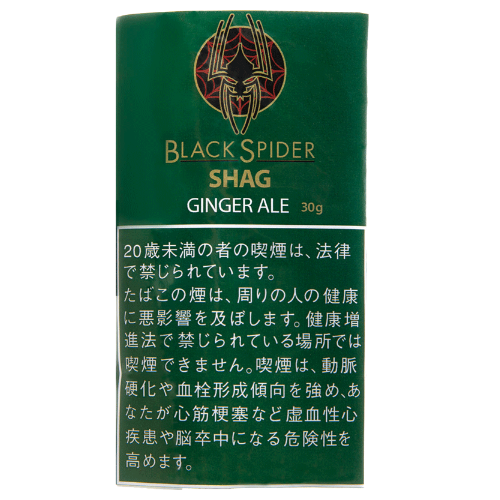 BLACK SPIDER
SHAG
GINGER ALE 30g
20歳未満の者の喫煙は、法律
で禁じられています。
たばこの煙は、周りの人の健康
に悪影響を及ぼします。健康増
進法で禁じられている場所では
喫煙できません。喫煙は、動脈
硬化や血栓形成傾向を強め、あ
なたが心筋梗塞など虚血性心
疾患や脳卒中になる危険性を
高めます。